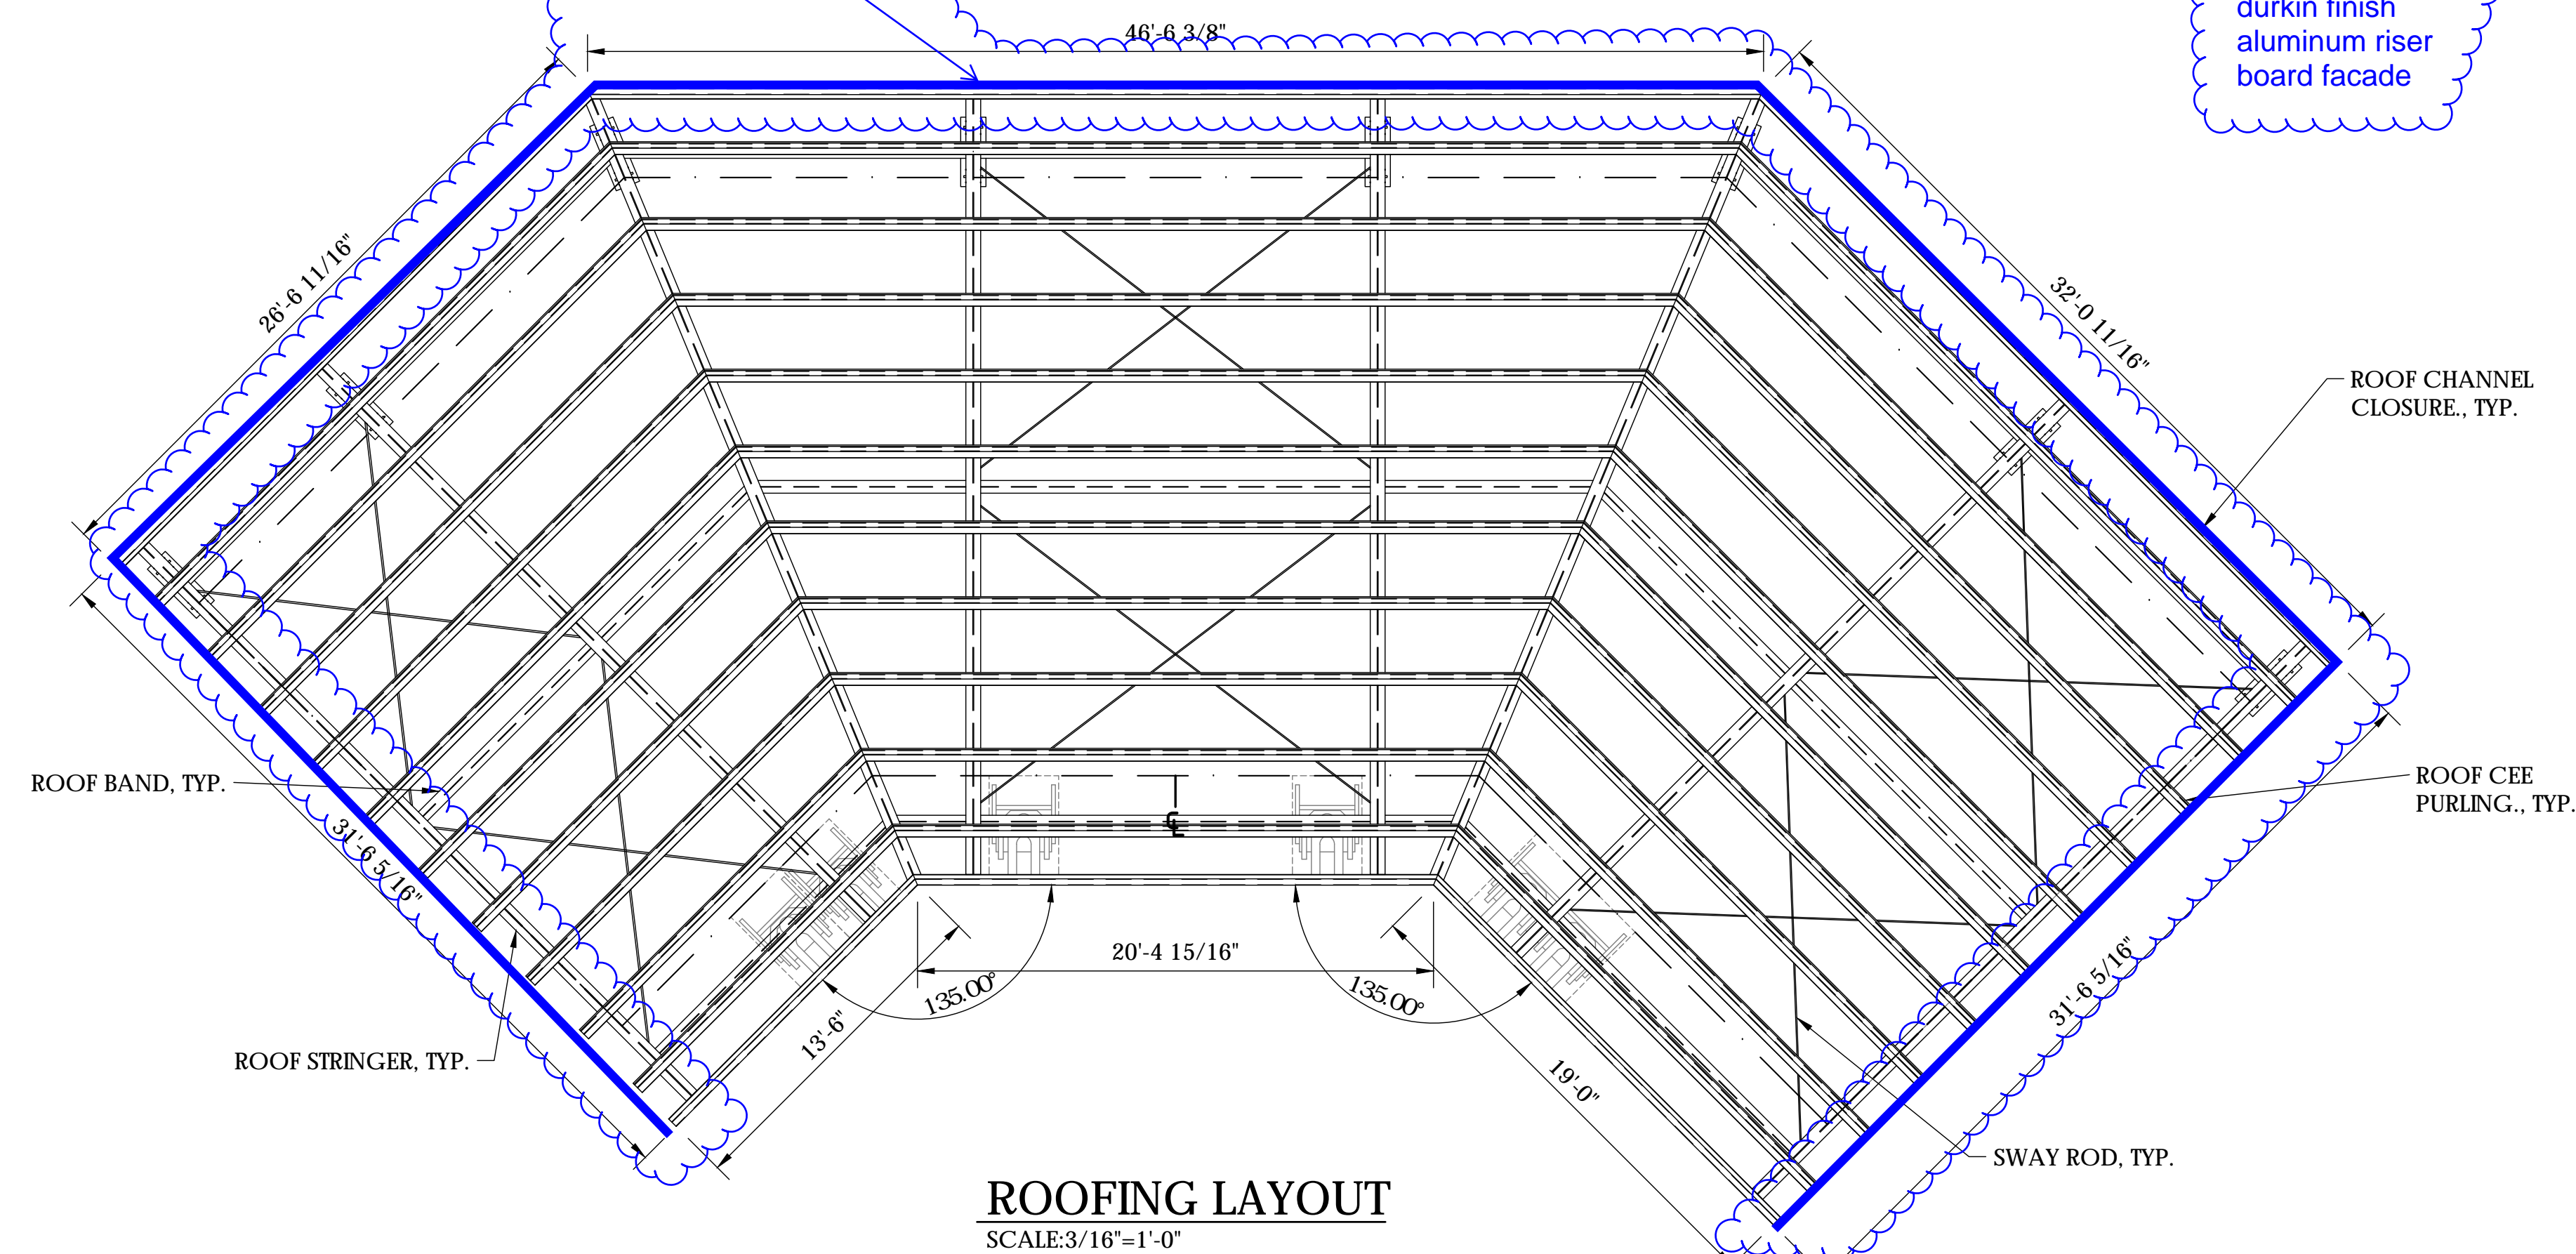 durkin finish
aluminum riser
board facade
46'-6 3/8"
26'-6 11/16"
32'-0 11/16"
ROOF CHANNEL
CLOSURE., TYP.
ROOF BAND, TYP.
ROOF CEE
PURLING., TYP.
31'-6 5/16"
20'-4 15/16"
135.00°
135.00°
13'-6"
19'-0"
31'-6 5/16"
ROOF STRINGER, TYP.
SWAY ROD, TYP.
ROOFING LAYOUT
SCALE:3/16"=1'-0"